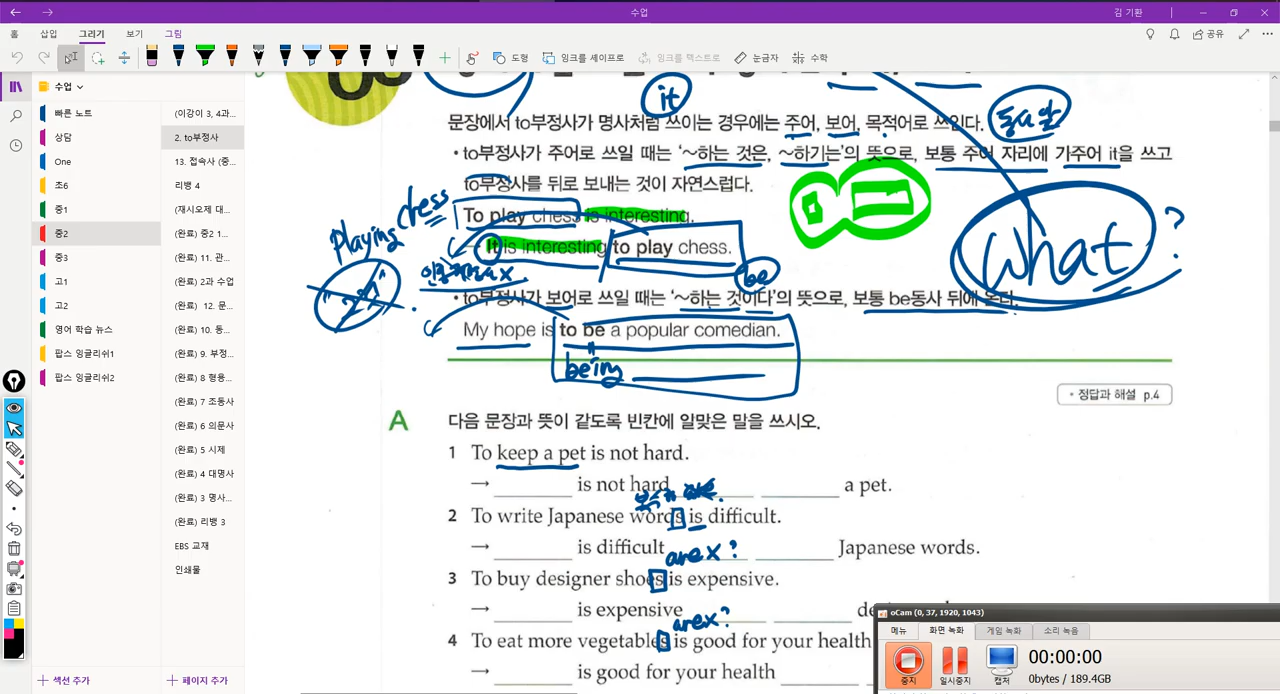 수업
김 기환
홈 삽입 그리기 보기 그림
공유
도형 잉크를 셰이프로 잉크를 텍스트로 눈금자 수학
수업
빠른 노트
상담
One
초6
중1
중2
중3
고1
고2
영어 학습 뉴스
팝스 잉글리쉬1
팝스 잉글리쉬2
섹션 추가
(이강이 3, 4과...
2. to부정사
13. 접속사 (중...
리뱅 4
(재시오제 대...
(완료) 중2 1...
(완료) 11. 관...
(완료) 2과 수업
(완료) 12. 문...
(완료) 10. 동...
(완료) 9. 부정...
(완료) 8 형용...
(완료) 7 조동사
(완료) 6 의문사
(완료) 5 시제
(완료) 4 대명사
(완료) 3 명사...
(완료) 리뱅 3
EBS 교재
인쇄물
페이지 추가
it
문장에서 to부정사가 명사처럼 쓰이는 경우에는 주어, 보어, 목적어로 쓰인다.
• to부정사가 주어로 쓰일 때는 '~하는 것은, ~하기는'의 뜻으로, 보통 주어 자리에 가주어 it을 쓰고
to부정사를 뒤로 보내는 것이 자연스럽다.
To play chess is interesting.
Playing chess
It is interesting to play chess.
what?
be
• to부정사가 보어로 쓰일 때는 '~하는 것이다'의 뜻으로, 보통 be동사 뒤에 온다.
My hope is to be a popular comedian.
being
• 정답과 해설 p.4
A 다음 문장과 뜻이 같도록 빈칸에 알맞은 말을 쓰시오.
1 To keep a pet is not hard.
→ ________ is not hard ________ ________ a pet.
are
2 To write Japanese words is difficult.
→ ________ is difficult ________ ________ Japanese words.
are x?
3 To buy designer shoes is expensive.
→ ________ is expensive ________ ________
are x?
4 To eat more vegetables is good for your health
→ ________ is good for your health ________
oCam (0, 37, 1920, 1043)
메뉴 화면 녹화 게임 녹화 소리 녹음
중지 일시중지 캡처
00:00:00
0bytes / 189.4GB